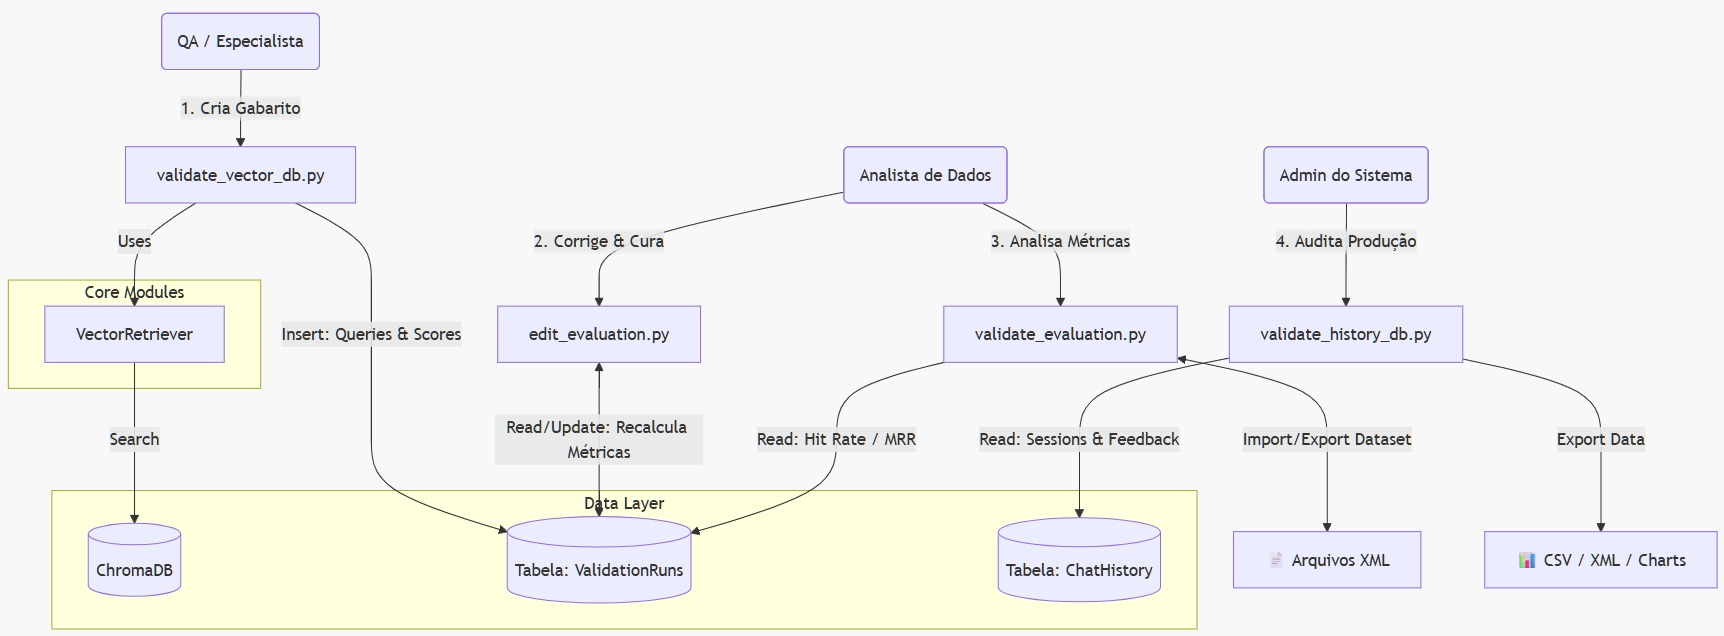 QA / Especialista
1. Cria Gabarito
validate_vector_db.py
Analista de Dados
Admin do Sistema
Uses
2. Corrige & Cura
3. Analisa Métricas
4. Audita Produção
Core Modules
VectorRetriever
Insert: Queries & Scores
edit_evaluation.py
validate_evaluation.py
validate_history_db.py
Search
Read/Update: Recalcula
Métricas
Read: Hit Rate / MRR
Read: Sessions & Feedback
Import/Export Dataset
Export Data
Data Layer
ChromaDB
Tabela: ValidationRuns
Tabela: ChatHistory
Arquivos XML
CSV / XML / Charts